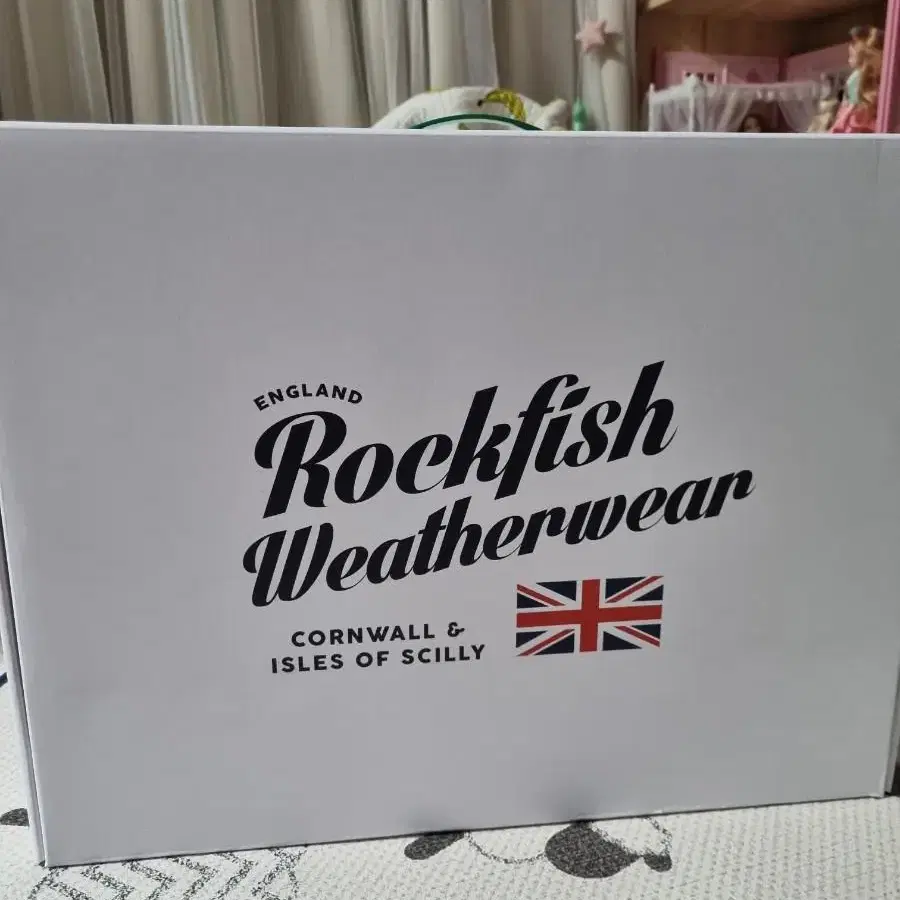 ENGLAND
Rockfish
Weatherwear
CORNWALL &
ISLES OF SCILLY